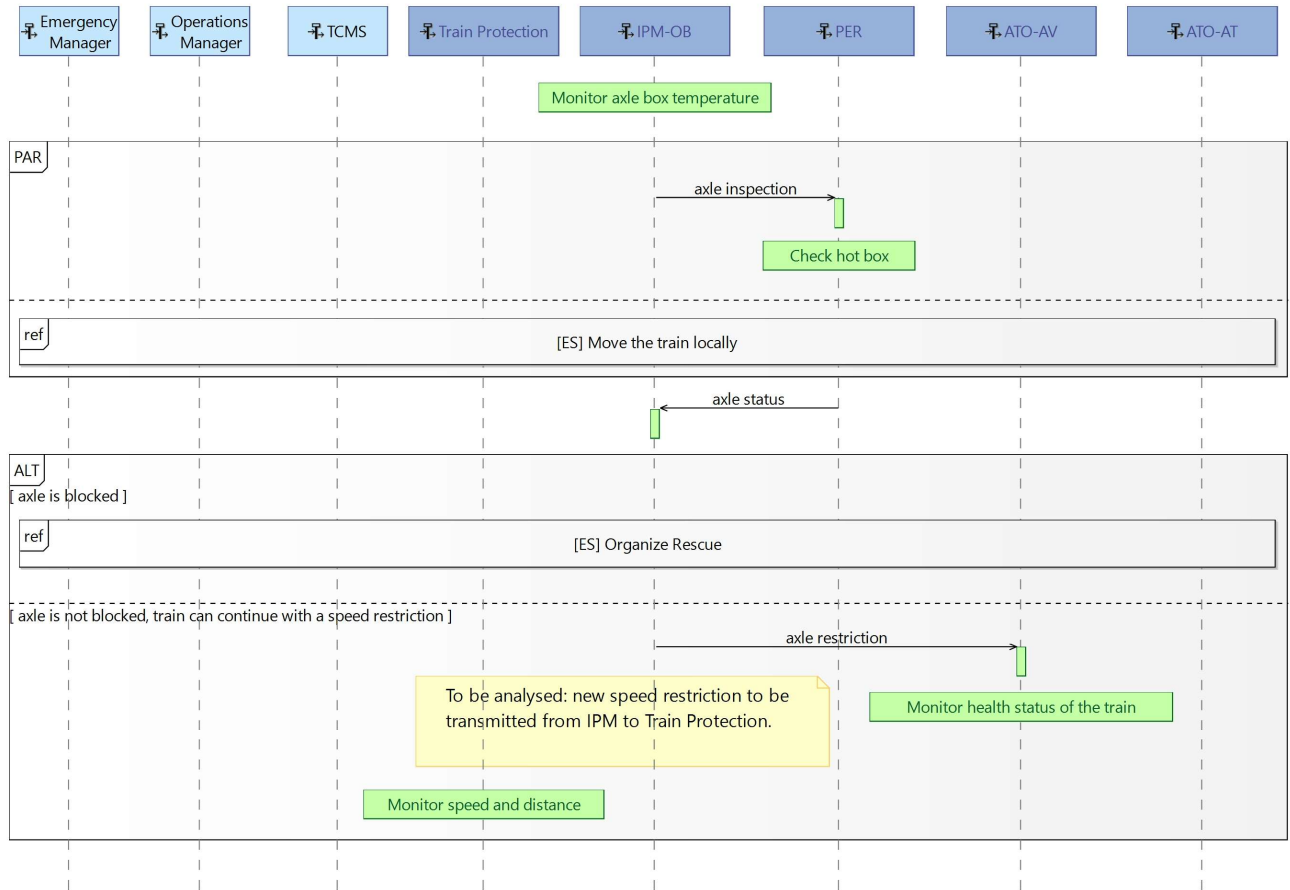 Emergency
Manager
Operations
Manager
TCMS
Train Protection
IPM-OB
PER
ATO-AV
ATO-AT
Monitor axle box temperature
PAR
axle inspection
Check hot box
ref
[ES] Move the train locally
axle status
ALT
[ axle is blocked ]
ref
[ES] Organize Rescue
[ axle is not blocked, train can continue with a speed restriction ]
axle restriction
To be analysed: new speed restriction to be
transmitted from IPM to Train Protection.
Monitor health status of the train
Monitor speed and distance